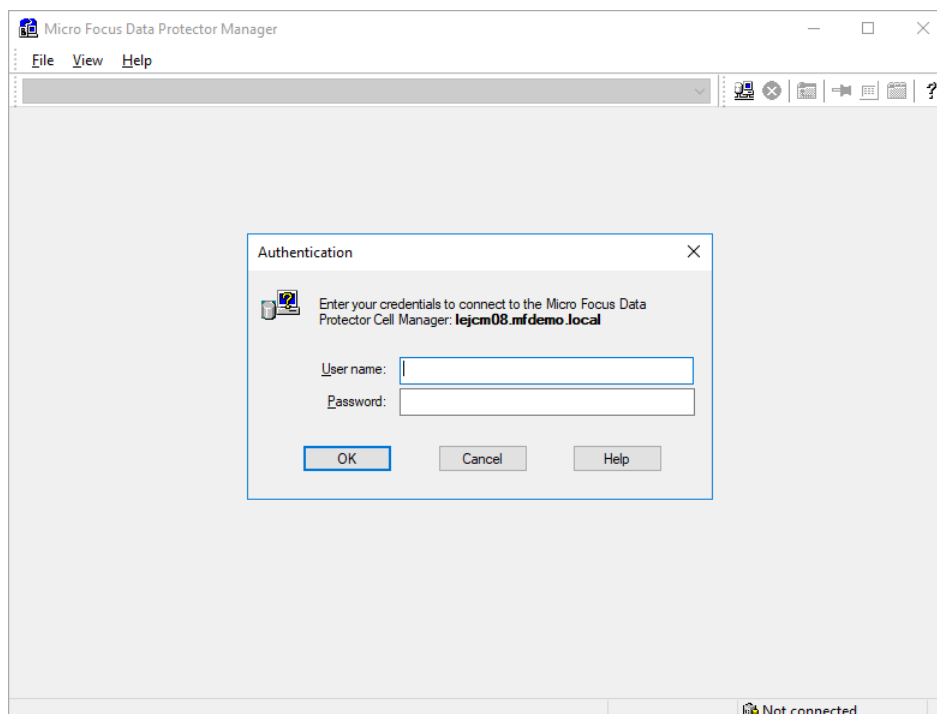 Micro Focus Data Protector Manager
File View Help
?
Authentication
Enter your credentials to connect to the Micro Focus Data
Protector Cell Manager: lejcm08.mfdemo.local
User name:
Password:
OK Cancel Help
Not connected